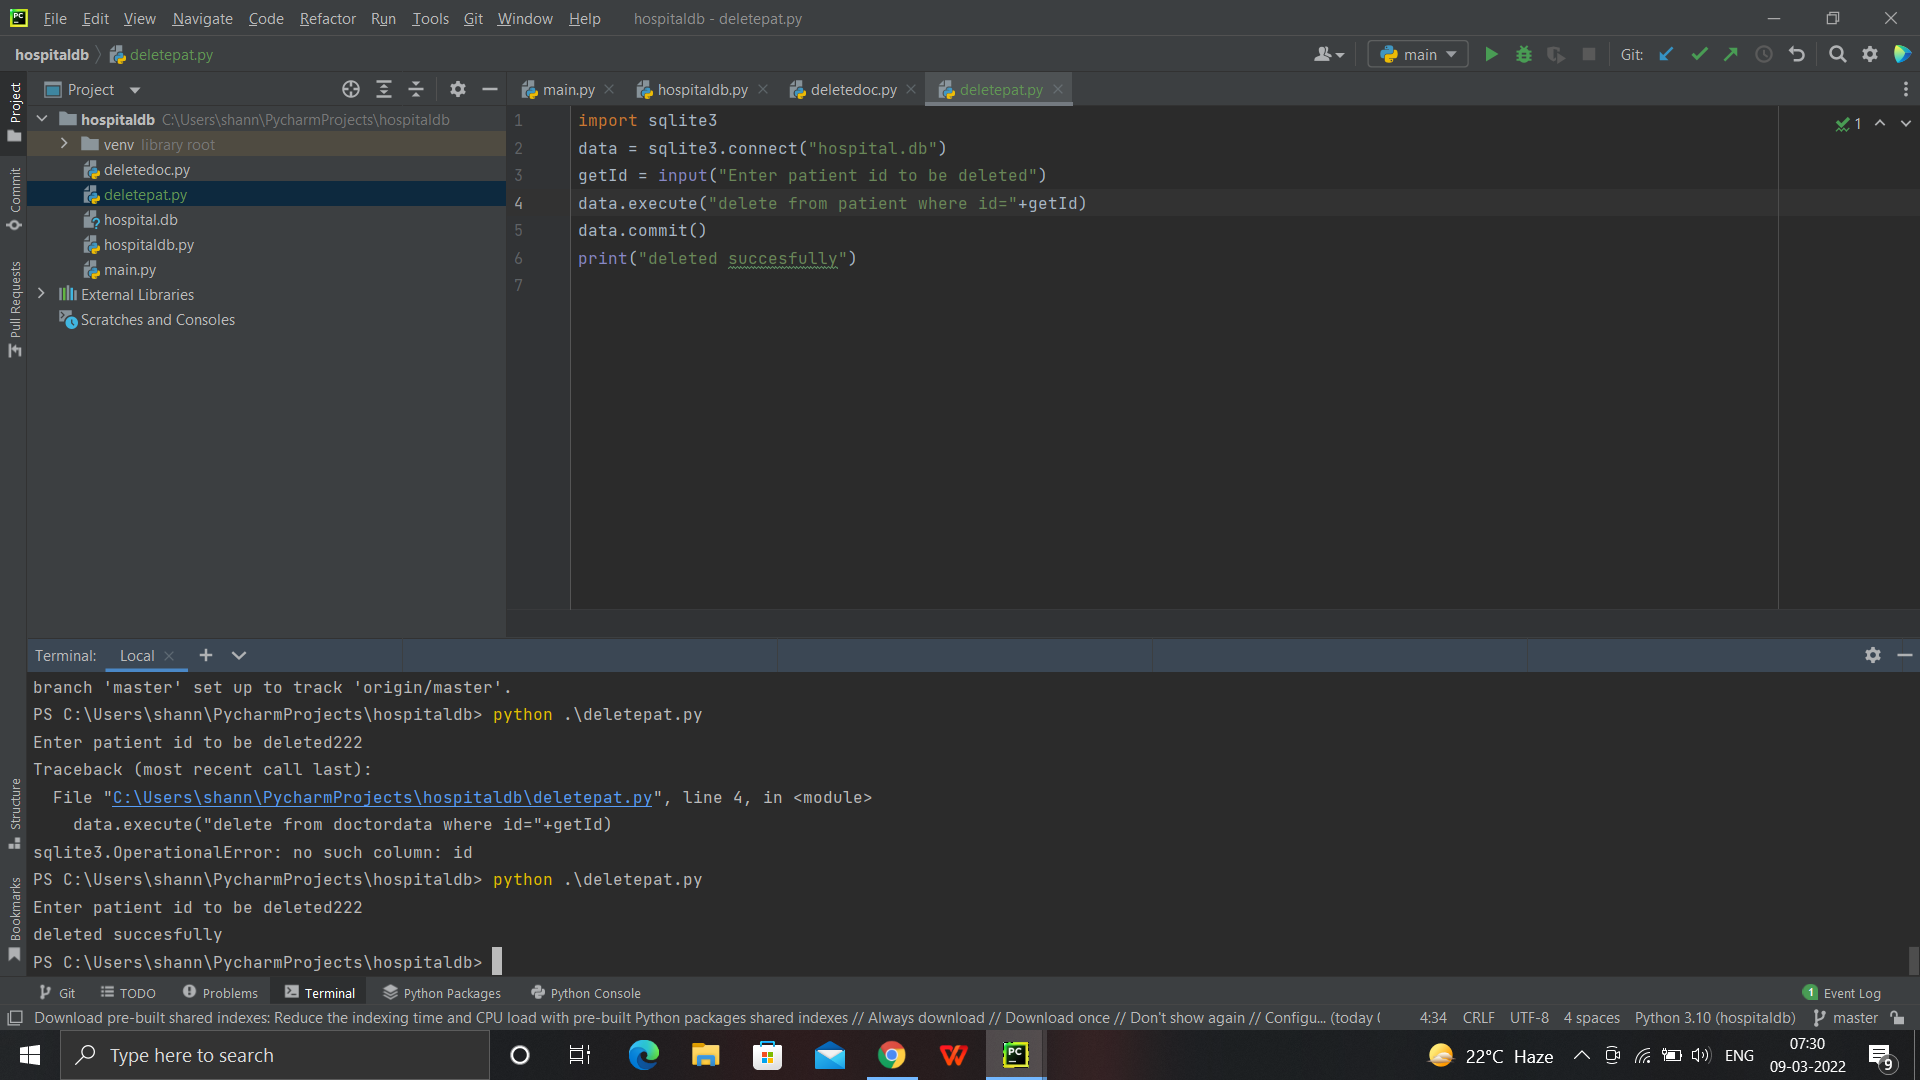 File Edit View Navigate Code Refactor Run Tools Git Window Help hospitaldb - deletepat.py
hospitaldb deletepat.py main Git:
Project
main.py hospitaldb.py deletedoc.py deletepat.py
hospitaldb C:\Users\shann\PycharmProjects\hospitaldb
venv library root
deletedoc.py
deletepat.py
hospital.db
hospitaldb.py
main.py
External Libraries
Scratches and Consoles
Project
Commit
Pull Requests
Structure
Bookmarks
1 import sqlite3
2 data = sqlite3.connect("hospital.db")
3 getId = input("Enter patient id to be deleted")
4 data.execute("delete from patient where id="+getId)
5 data.commit()
6 print("deleted succesfully")
7
1
Terminal: Local
branch 'master' set up to track 'origin/master'.
PS C:\Users\shann\PycharmProjects\hospitaldb> python .\deletepat.py
Enter patient id to be deleted222
Traceback (most recent call last):
File "C:\Users\shann\PycharmProjects\hospitaldb\deletepat.py", line 4, in <module>
data.execute("delete from doctordata where id="+getId)
sqlite3.OperationalError: no such column: id
PS C:\Users\shann\PycharmProjects\hospitaldb> python .\deletepat.py
Enter patient id to be deleted222
deleted succesfully
PS C:\Users\shann\PycharmProjects\hospitaldb>
Git TODO Problems Terminal Python Packages Python Console 1 Event Log
Download pre-built shared indexes: Reduce the indexing time and CPU load with pre-built Python packages shared indexes // Always download // Download once // Don't show again // Configu... (today 4:34 CRLF UTF-8 4 spaces Python 3.10 (hospitaldb) master
Type here to search PC W 22°C Haze ENG 07:30
09-03-2022 9